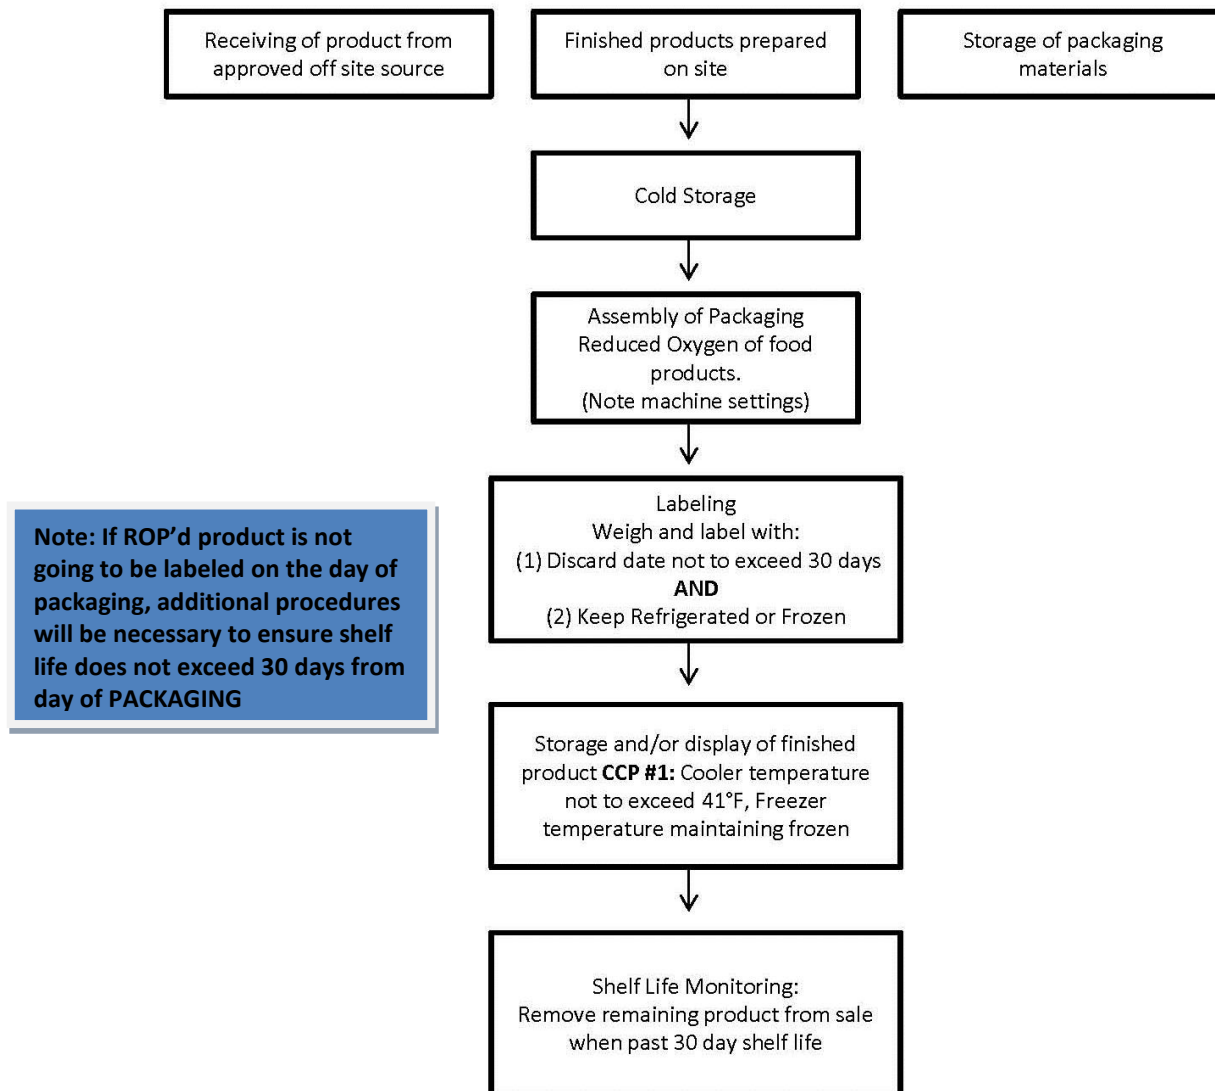 Receiving of product from
approved off site source
Finished products prepared
on site
Storage of packaging
materials
Cold Storage
Assembly of Packaging
Reduced Oxygen of food
products.
(Note machine settings)
Labeling
Weigh and label with:
(1) Discard date not to exceed 30 days
AND
(2) Keep Refrigerated or Frozen
Note: If ROP’d product is not
going to be labeled on the day of
packaging, additional procedures
will be necessary to ensure shelf
life does not exceed 30 days from
day of PACKAGING
Storage and/or display of finished
product CCP #1: Cooler temperature
not to exceed 41°F, Freezer
temperature maintaining frozen
Shelf Life Monitoring:
Remove remaining product from sale
when past 30 day shelf life